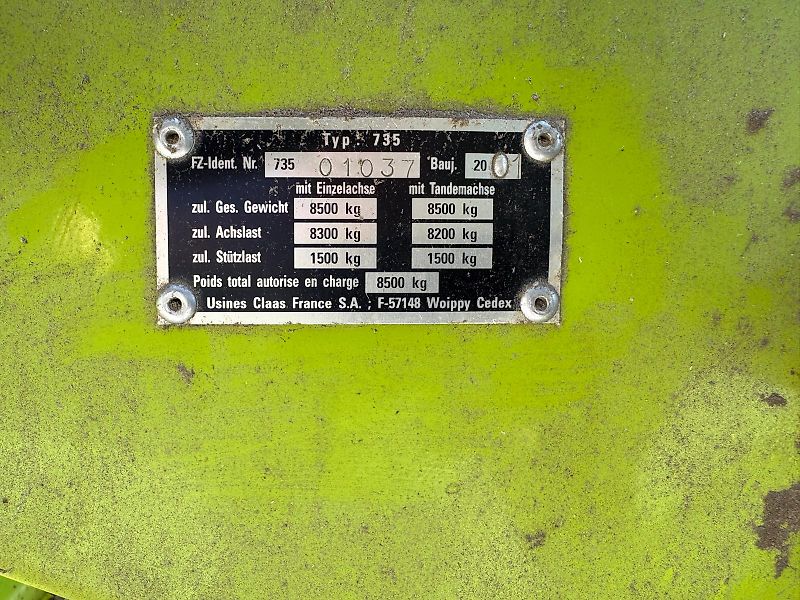 Typ : 735
FZ-Ident. Nr. 735 01037 Bauj. 2001
mit Einzelachse mit Tandemachse
zul. Ges. Gewicht 8500 kg 8500 kg
zul. Achslast 8300 kg 8200 kg
zul. Stützlast 1500 kg 1500 kg
Poids total autorise en charge 8500 kg
Usines Claas France S.A. ; F-57148 Woippy Cedex